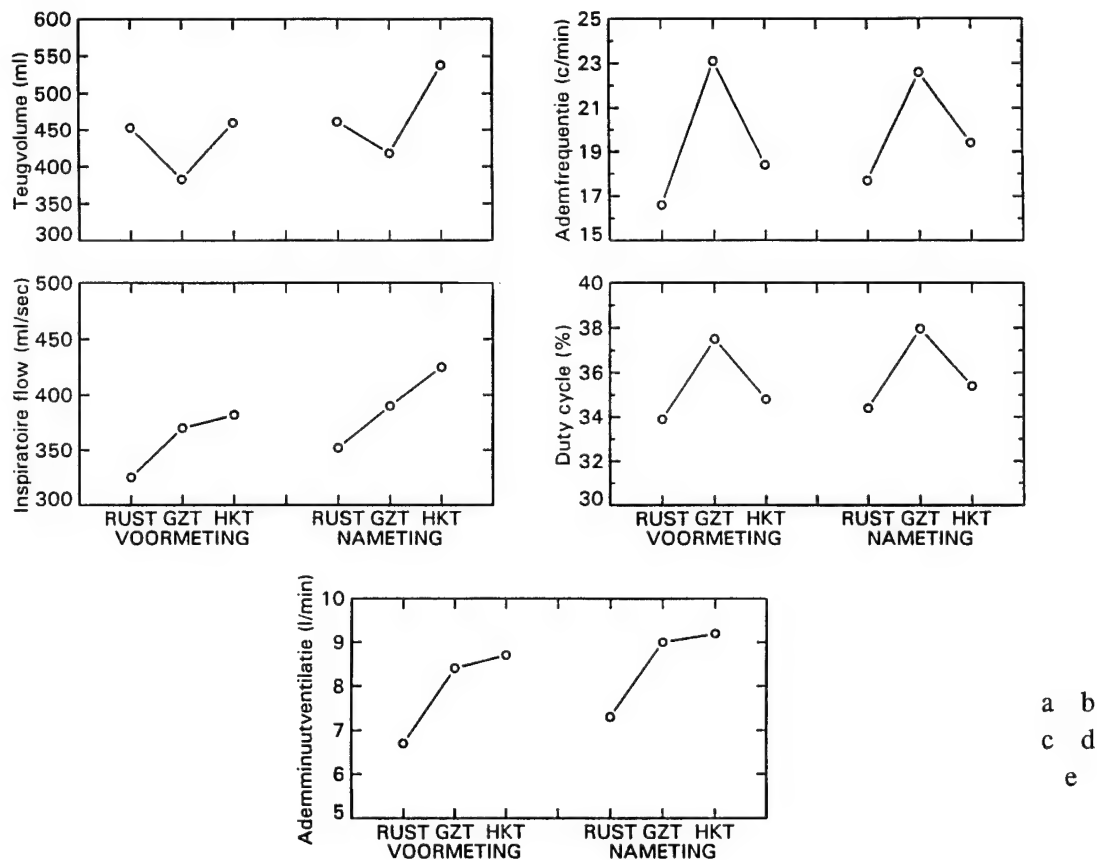 Teugvolume (ml)
600
550
500
450
400
350
300
Ademfrequentie (c/min)
25
23
21
19
17
15
Inspiratoire flow (ml/sec)
500
450
400
350
300
RUST GZT HKT RUST GZT HKT
VOORMETING NAMETING
Duty cycle (%)
40
38
36
34
32
30
RUST GZT HKT RUST GZT HKT
VOORMETING NAMETING
Ademminuutventilatie (l/min)
10
9
8
7
6
5
RUST GZT HKT RUST GZT HKT
VOORMETING NAMETING
a b
c d
e